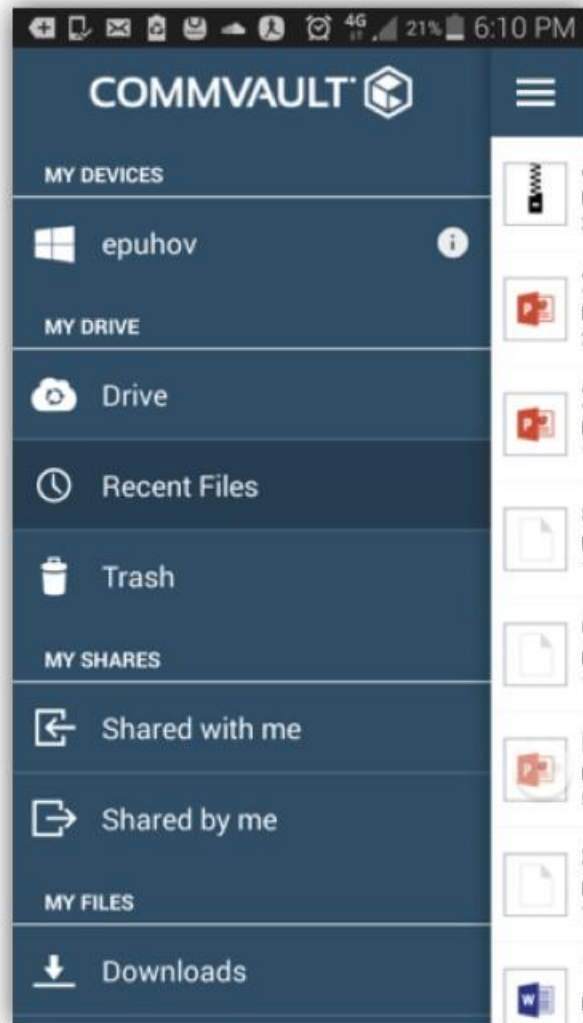 4G 21% 6:10 PM
COMMVAULT
MY DEVICES
epuhov
MY DRIVE
Drive
Recent Files
Trash
MY SHARES
Shared with me
Shared by me
MY FILES
Downloads